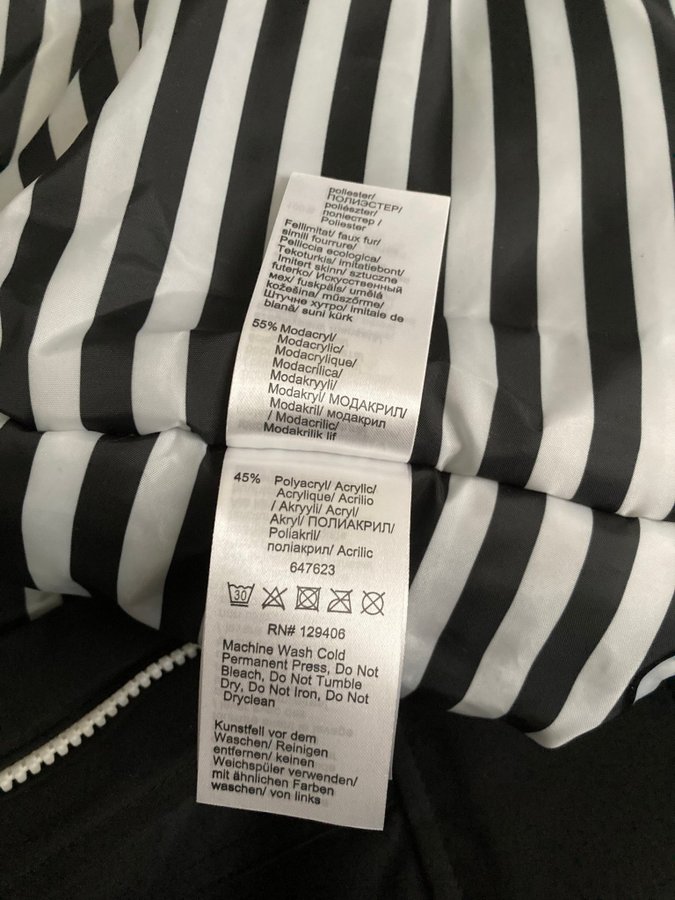 poliester/
ПОЛИЭСТЕР/
poliészter/
поліестер /
Poliester
Fellimitat/ faux fur/
simili fourrure/
Pelliccia ecologica/
Tekoturkis/ imitatiebont/
Imitert skinn/ sztuczne
futerko/ Искусственный
мех/ fuskpäls/ umělá
kožešina/ műszőrme/
Штучне хутро/ imitaie de
blană/ suni kürk
55% Modacryl/
Modacrylic/
Modacrylique/
Modacrilica/
Modakryyli/
Modakryl/ МОДАКРИЛ/
Modakril/ модакрил
/ Modacrilic/
Modakrilik lif
45% Polyacryl/ Acrylic/
Acrylique/ Acrilio
/ Akryyli/ Acryl/
Akryl/ ПОЛИАКРИЛ/
Poliakril/
поліакрил/ Acrilic
647623
30
RN# 129406
Machine Wash Cold
Permanent Press, Do Not
Bleach, Do Not Tumble
Dry, Do Not Iron, Do Not
Dryclean
Kunstfell vor dem
Waschen/ Reinigen
entfernen/ keinen
Weichspüler verwenden/
mit ähnlichen Farben
waschen/ von links